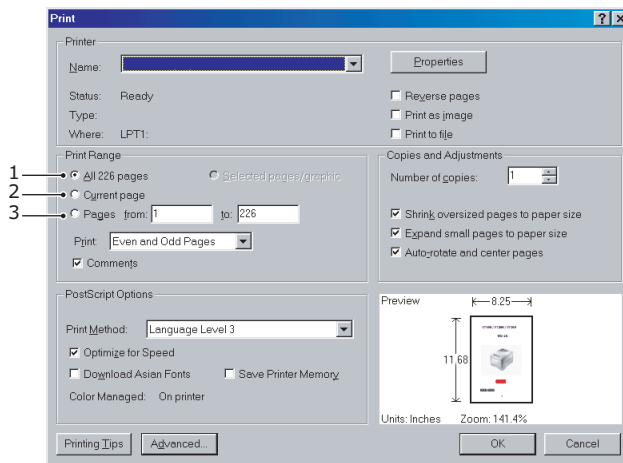 Print
Printer
Name:
Properties
Status: Ready
Type:
Where: LPT1:
Reverse pages
Print as image
Print to file
Print Range
1 All 226 pages
Selected pages/graphic
2 Current page
3 Pages from: 1 to: 226
Print: Even and Odd Pages
Comments
Copies and Adjustments
Number of copies: 1
Shrink oversized pages to paper size
Expand small pages to paper size
Auto-rotate and center pages
PostScript Options
Print Method: Language Level 3
Optimize for Speed
Download Asian Fonts
Save Printer Memory
Color Managed: On printer
Preview
8.25
11.68
Units: Inches Zoom: 141.4%
Printing Tips
Advanced...
OK
Cancel